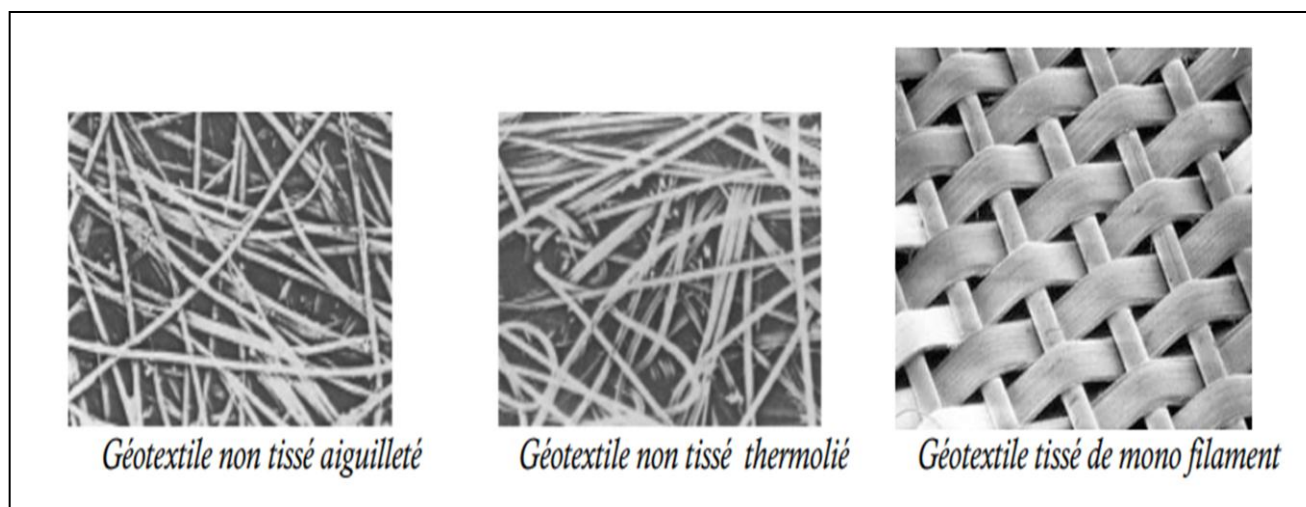 Géotextile non tissé aiguilleté
Géotextile non tissé thermolié
Géotextile tissé de mono filament